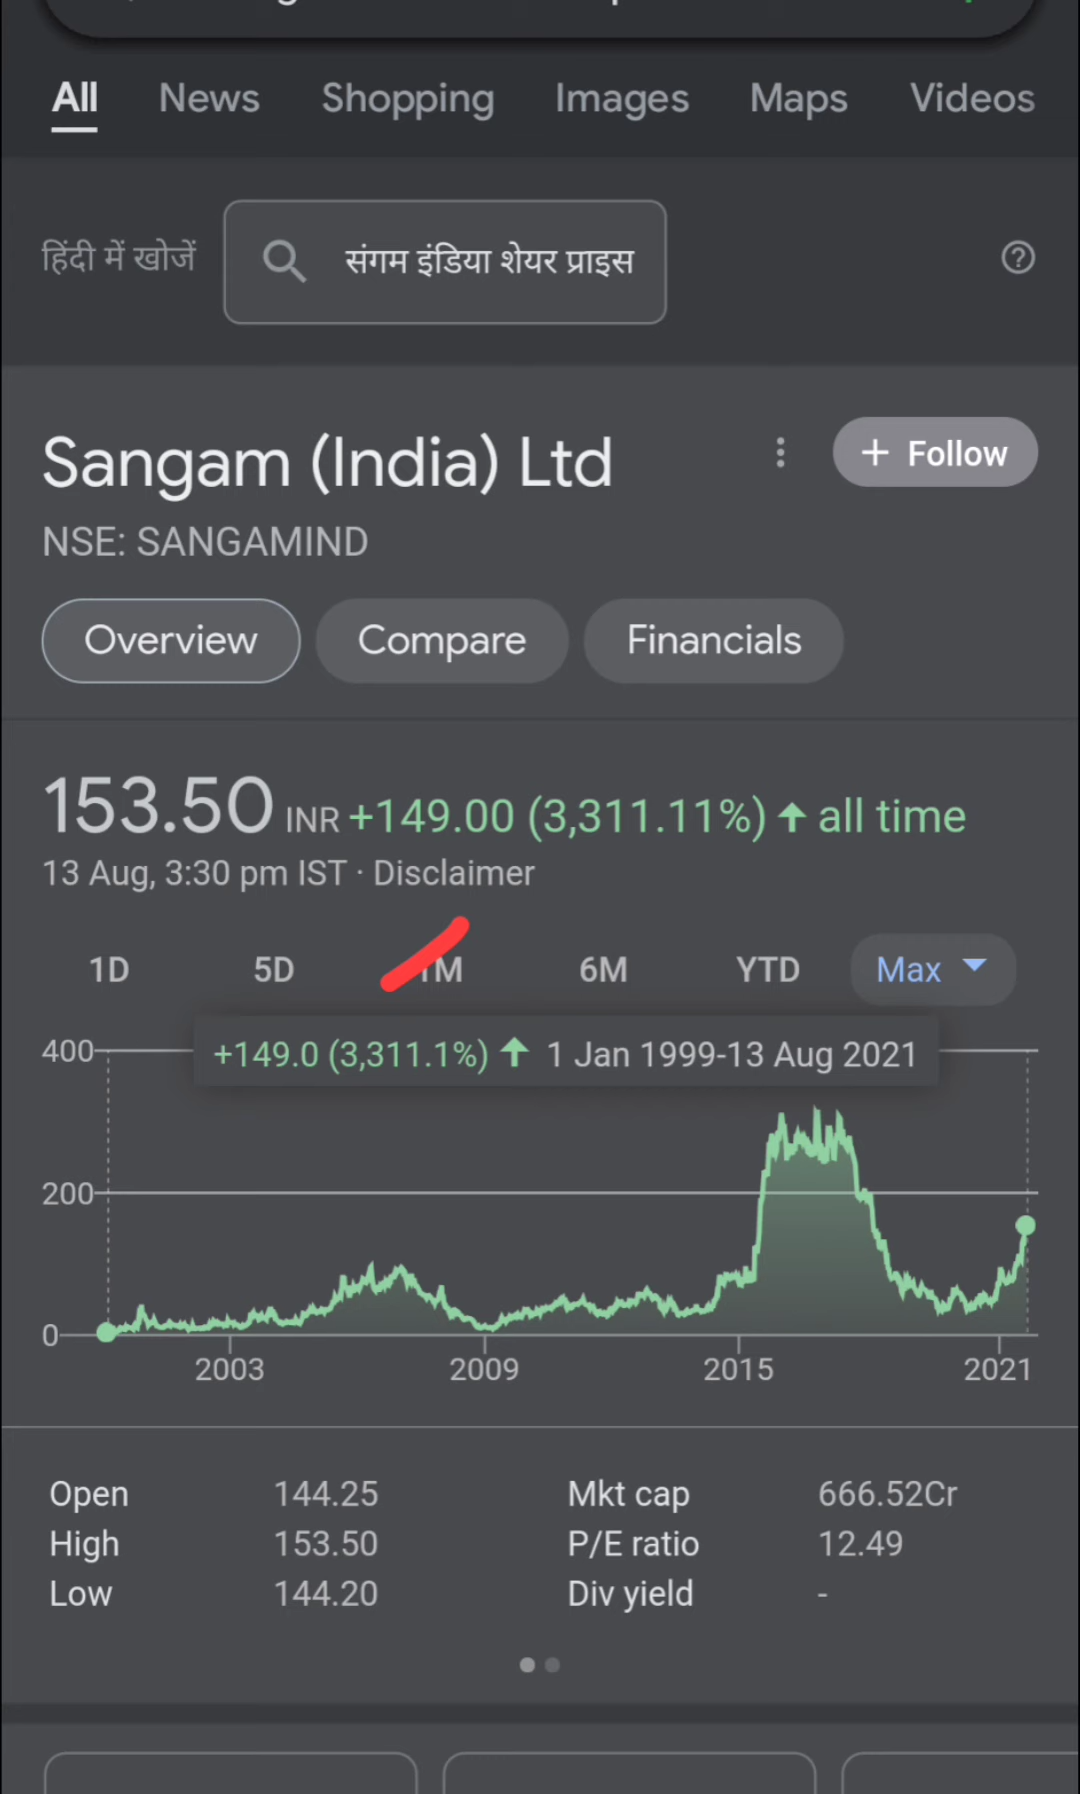 All News Shopping Images Maps Videos
हिंदी में खोजें संगम इंडिया शेयर प्राइस
Sangam (India) Ltd + Follow
NSE: SANGAMIND
Overview Compare Financials
153.50 INR +149.00 (3,311.11%) ↑ all time
13 Aug, 3:30 pm IST · Disclaimer
1D 5D 1M 6M YTD Max
+149.0 (3,311.1%) ↑ 1 Jan 1999-13 Aug 2021
400
200
0
2003 2009 2015 2021
Open 144.25 Mkt cap 666.52Cr
High 153.50 P/E ratio 12.49
Low 144.20 Div yield -